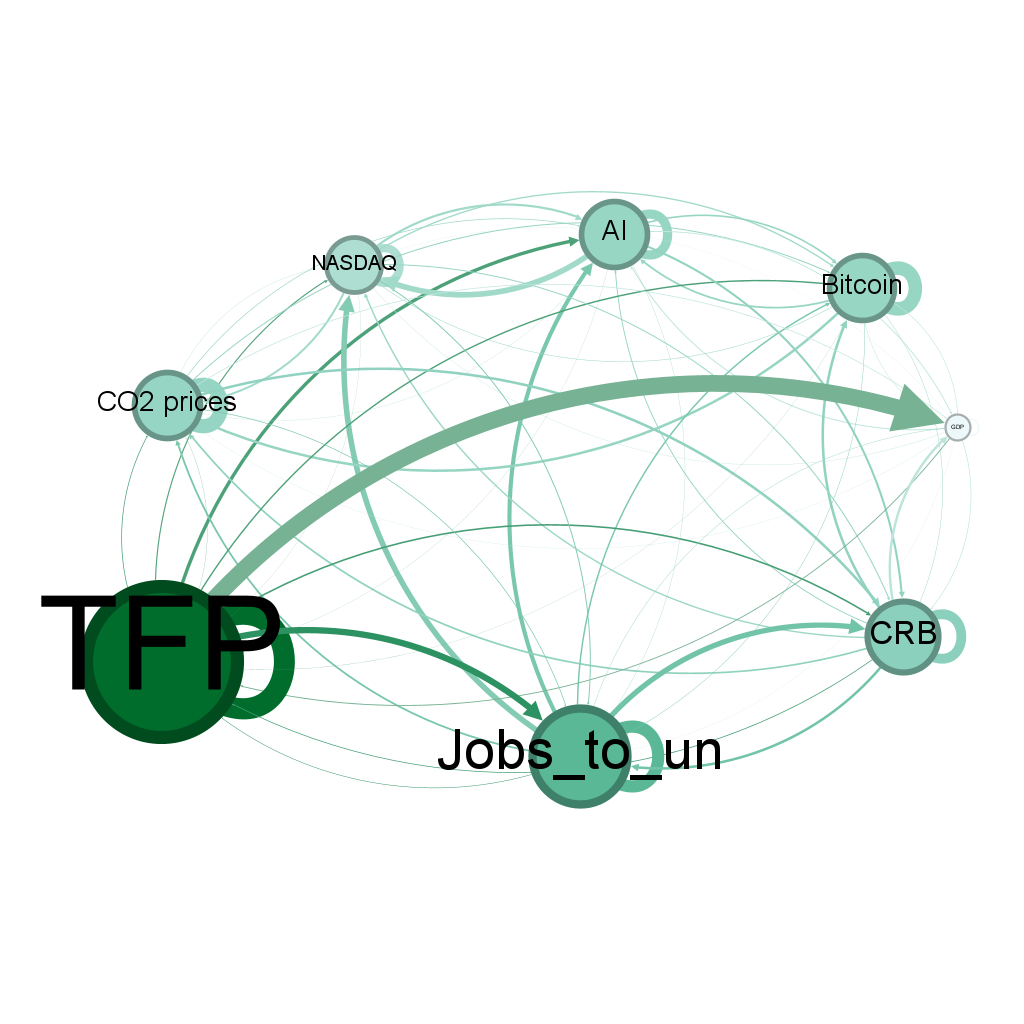 AI
NASDAQ
Bitcoin
CO2 prices
GDP
TFP
CRB
Jobs_to_un